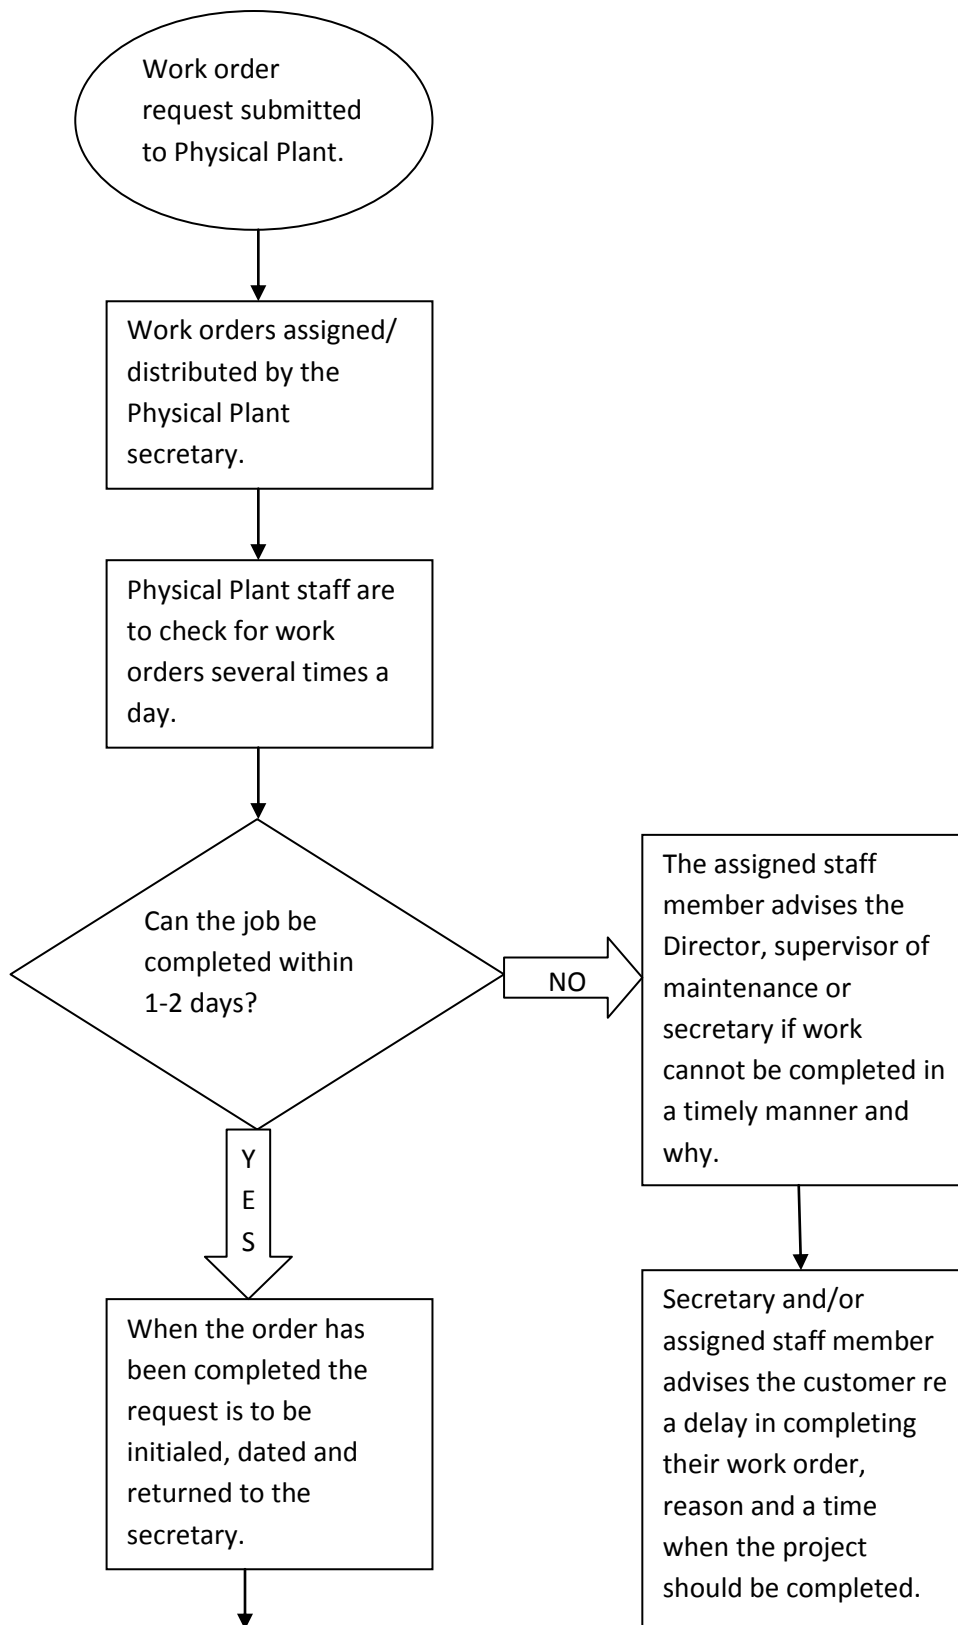 Work order
request submitted
to Physical Plant.
Work orders assigned/
distributed by the
Physical Plant
secretary.
Physical Plant staff are
to check for work
orders several times a
day.
Can the job be
completed within
1-2 days?
NO
The assigned staff
member advises the
Director, supervisor of
maintenance or
secretary if work
cannot be completed in
a timely manner and
why.
Y
E
S
When the order has
been completed the
request is to be
initialed, dated and
returned to the
secretary.
Secretary and/or
assigned staff member
advises the customer re
a delay in completing
their work order,
reason and a time
when the project
should be completed.